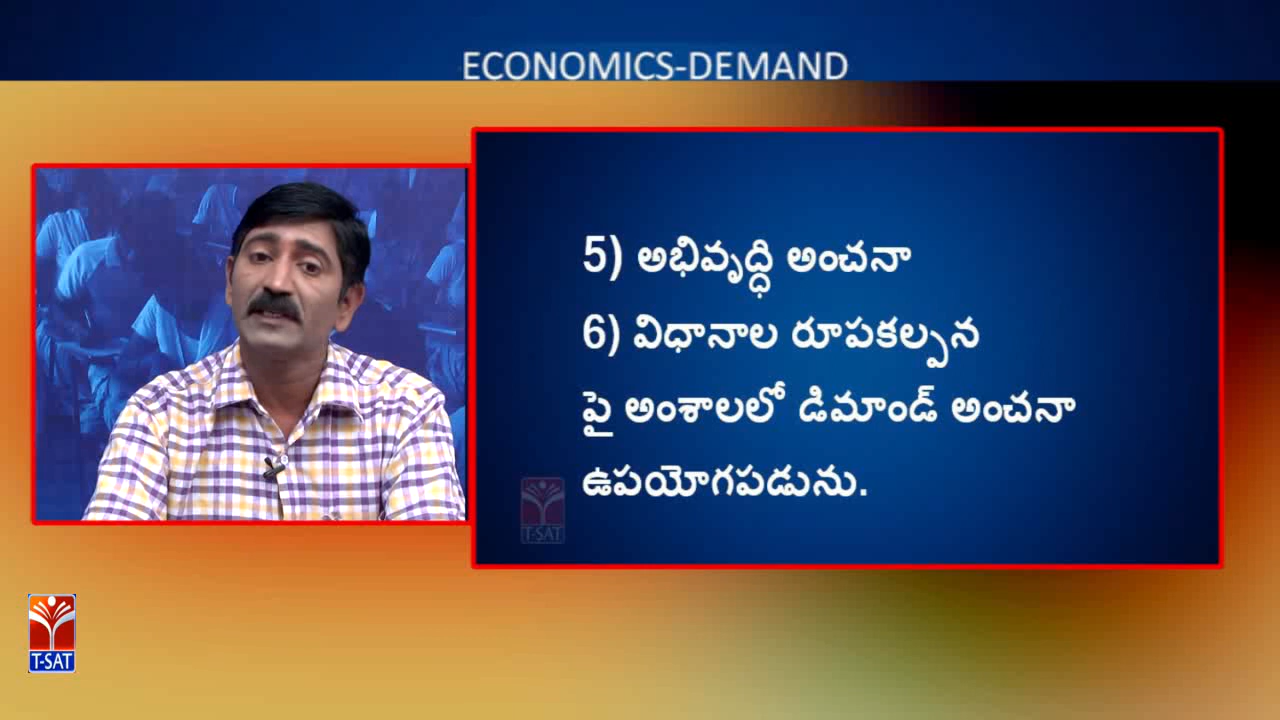 ECONOMICS-DEMAND
5) అభివృద్ధి అంచనా
6) విధానాల రూపకల్పన
పై అంశాలలో డిమాండ్ అంచనా
ఉపయోగపడును.
T-SAT
T-SAT